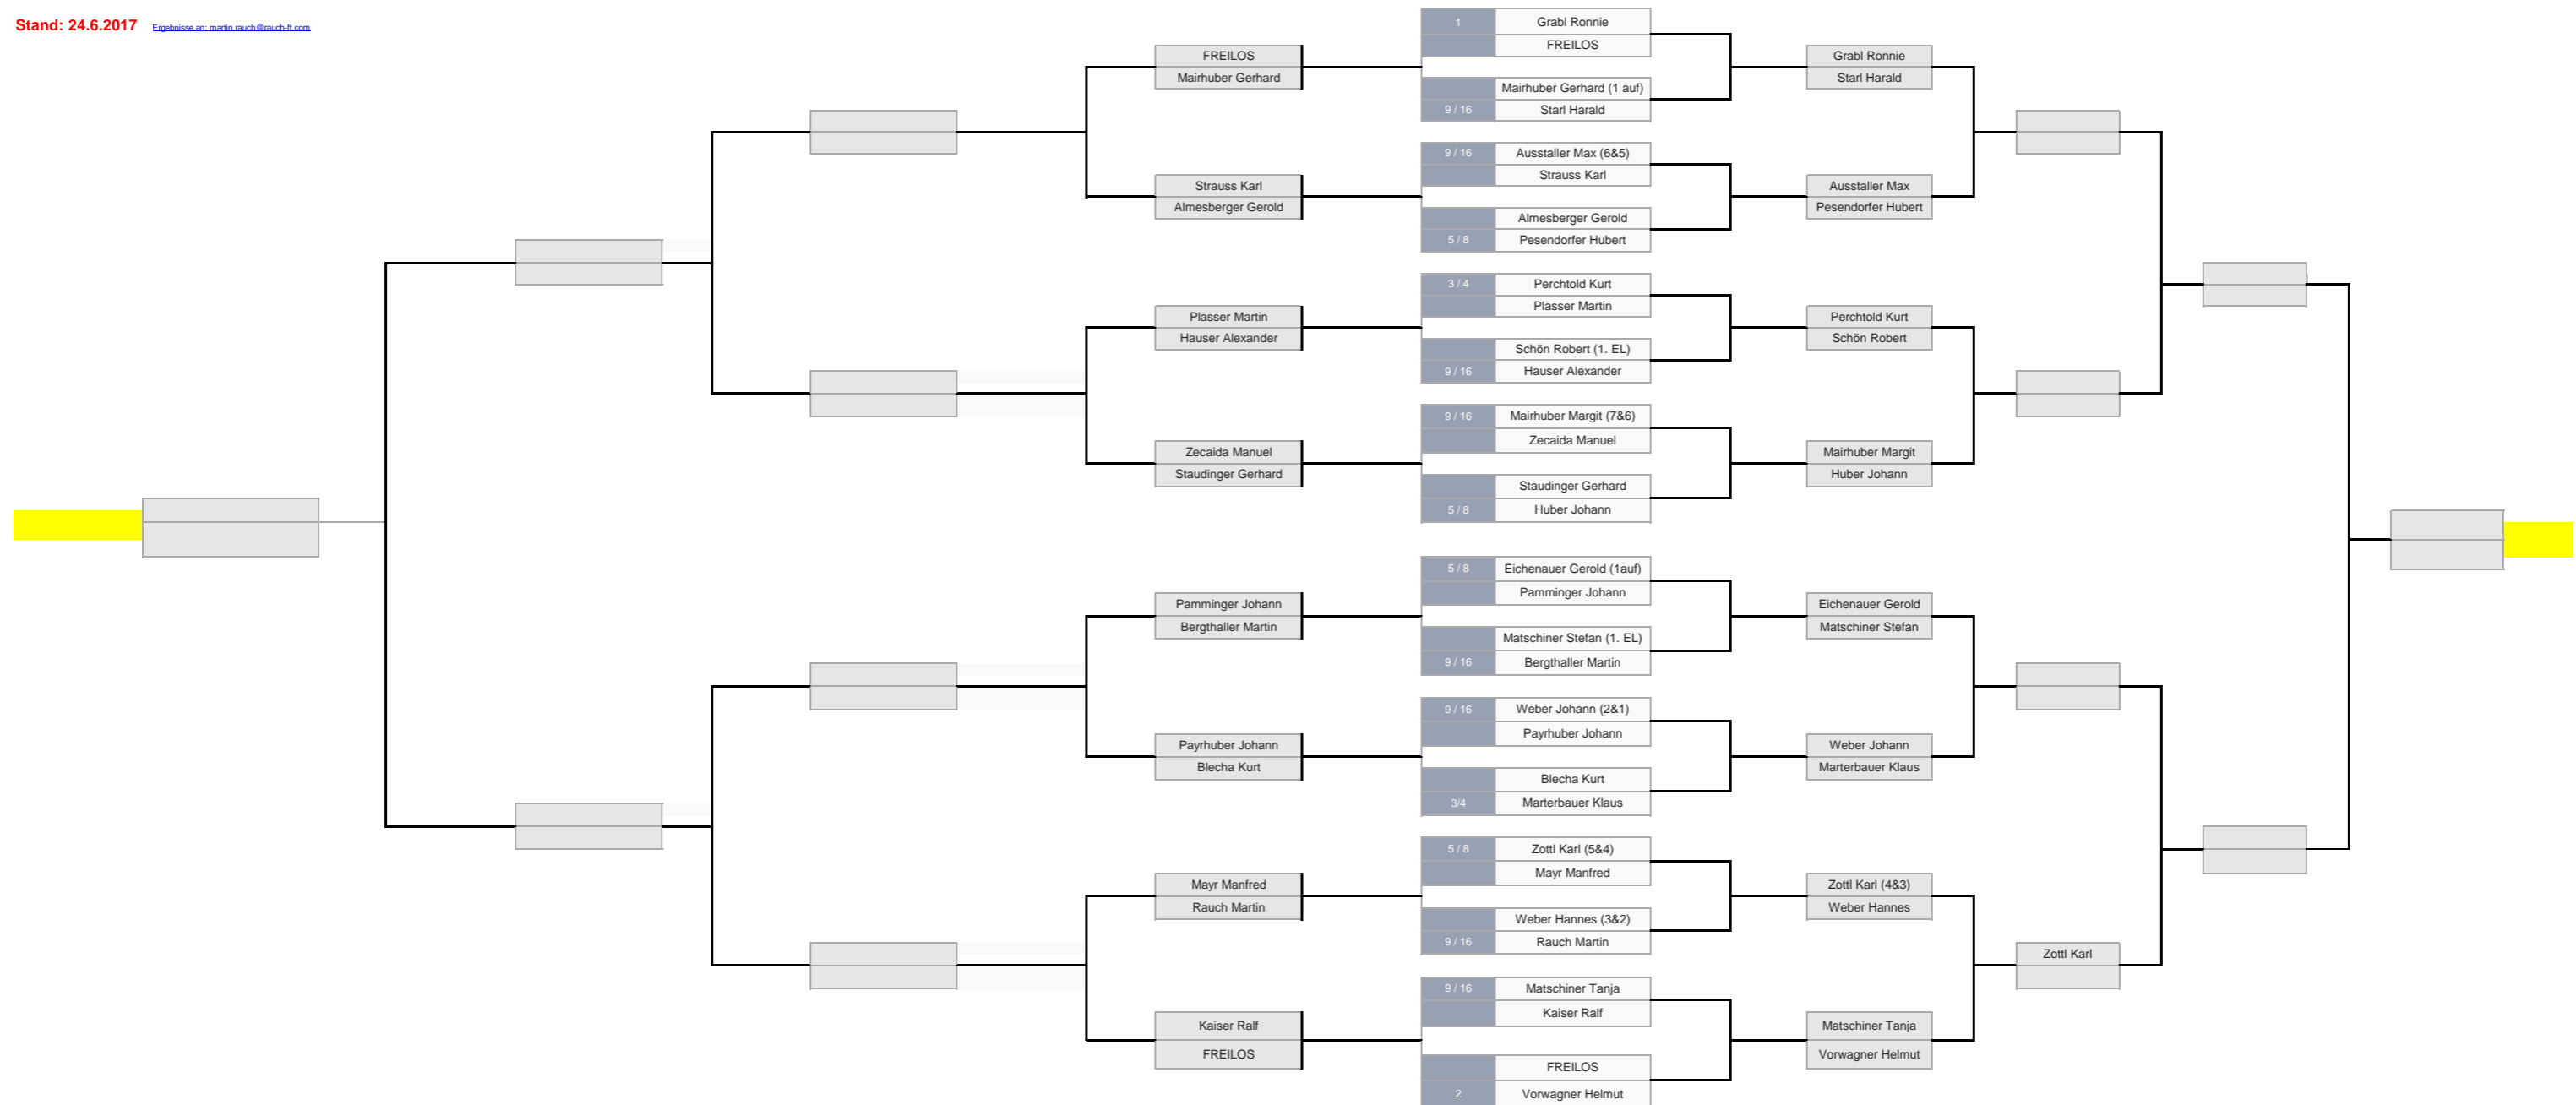 Stand: 24.6.2017 Ergebnisse an: martin.rauch@rauch-ft.com
FREILOS
Mairhuber Gerhard
Strauss Karl
Almesberger Gerold
Plasser Martin
Hauser Alexander
Zecaida Manuel
Staudinger Gerhard
Pamminger Johann
Bergthaller Martin
Payrhuber Johann
Blecha Kurt
Mayr Manfred
Rauch Martin
Kaiser Ralf
FREILOS
1 Grabl Ronnie
FREILOS
Mairhuber Gerhard (1 auf)
9 / 16 Starl Harald
9 / 16 Ausstaller Max (6&5)
Strauss Karl
Almesberger Gerold
5 / 8 Pesendorfer Hubert
3 / 4 Perchtold Kurt
Plasser Martin
Schön Robert (1. EL)
9 / 16 Hauser Alexander
9 / 16 Mairhuber Margit (7&6)
Zecaida Manuel
Staudinger Gerhard
5 / 8 Huber Johann
5 / 8 Eichenauer Gerold (1auf)
Pamminger Johann
Matschiner Stefan (1. EL)
9 / 16 Bergthaller Martin
9 / 16 Weber Johann (2&1)
Payrhuber Johann
Blecha Kurt
3/4 Marterbauer Klaus
5 / 8 Zottl Karl (5&4)
Mayr Manfred
Weber Hannes (3&2)
9 / 16 Rauch Martin
9 / 16 Matschiner Tanja
Kaiser Ralf
FREILOS
2 Vorwagner Helmut
Grabl Ronnie
Starl Harald
Ausstaller Max
Pesendorfer Hubert
Perchtold Kurt
Schön Robert
Mairhuber Margit
Huber Johann
Eichenauer Gerold
Matschiner Stefan
Weber Johann
Marterbauer Klaus
Zottl Karl (4&3)
Weber Hannes
Matschiner Tanja
Vorwagner Helmut
Zottl Karl